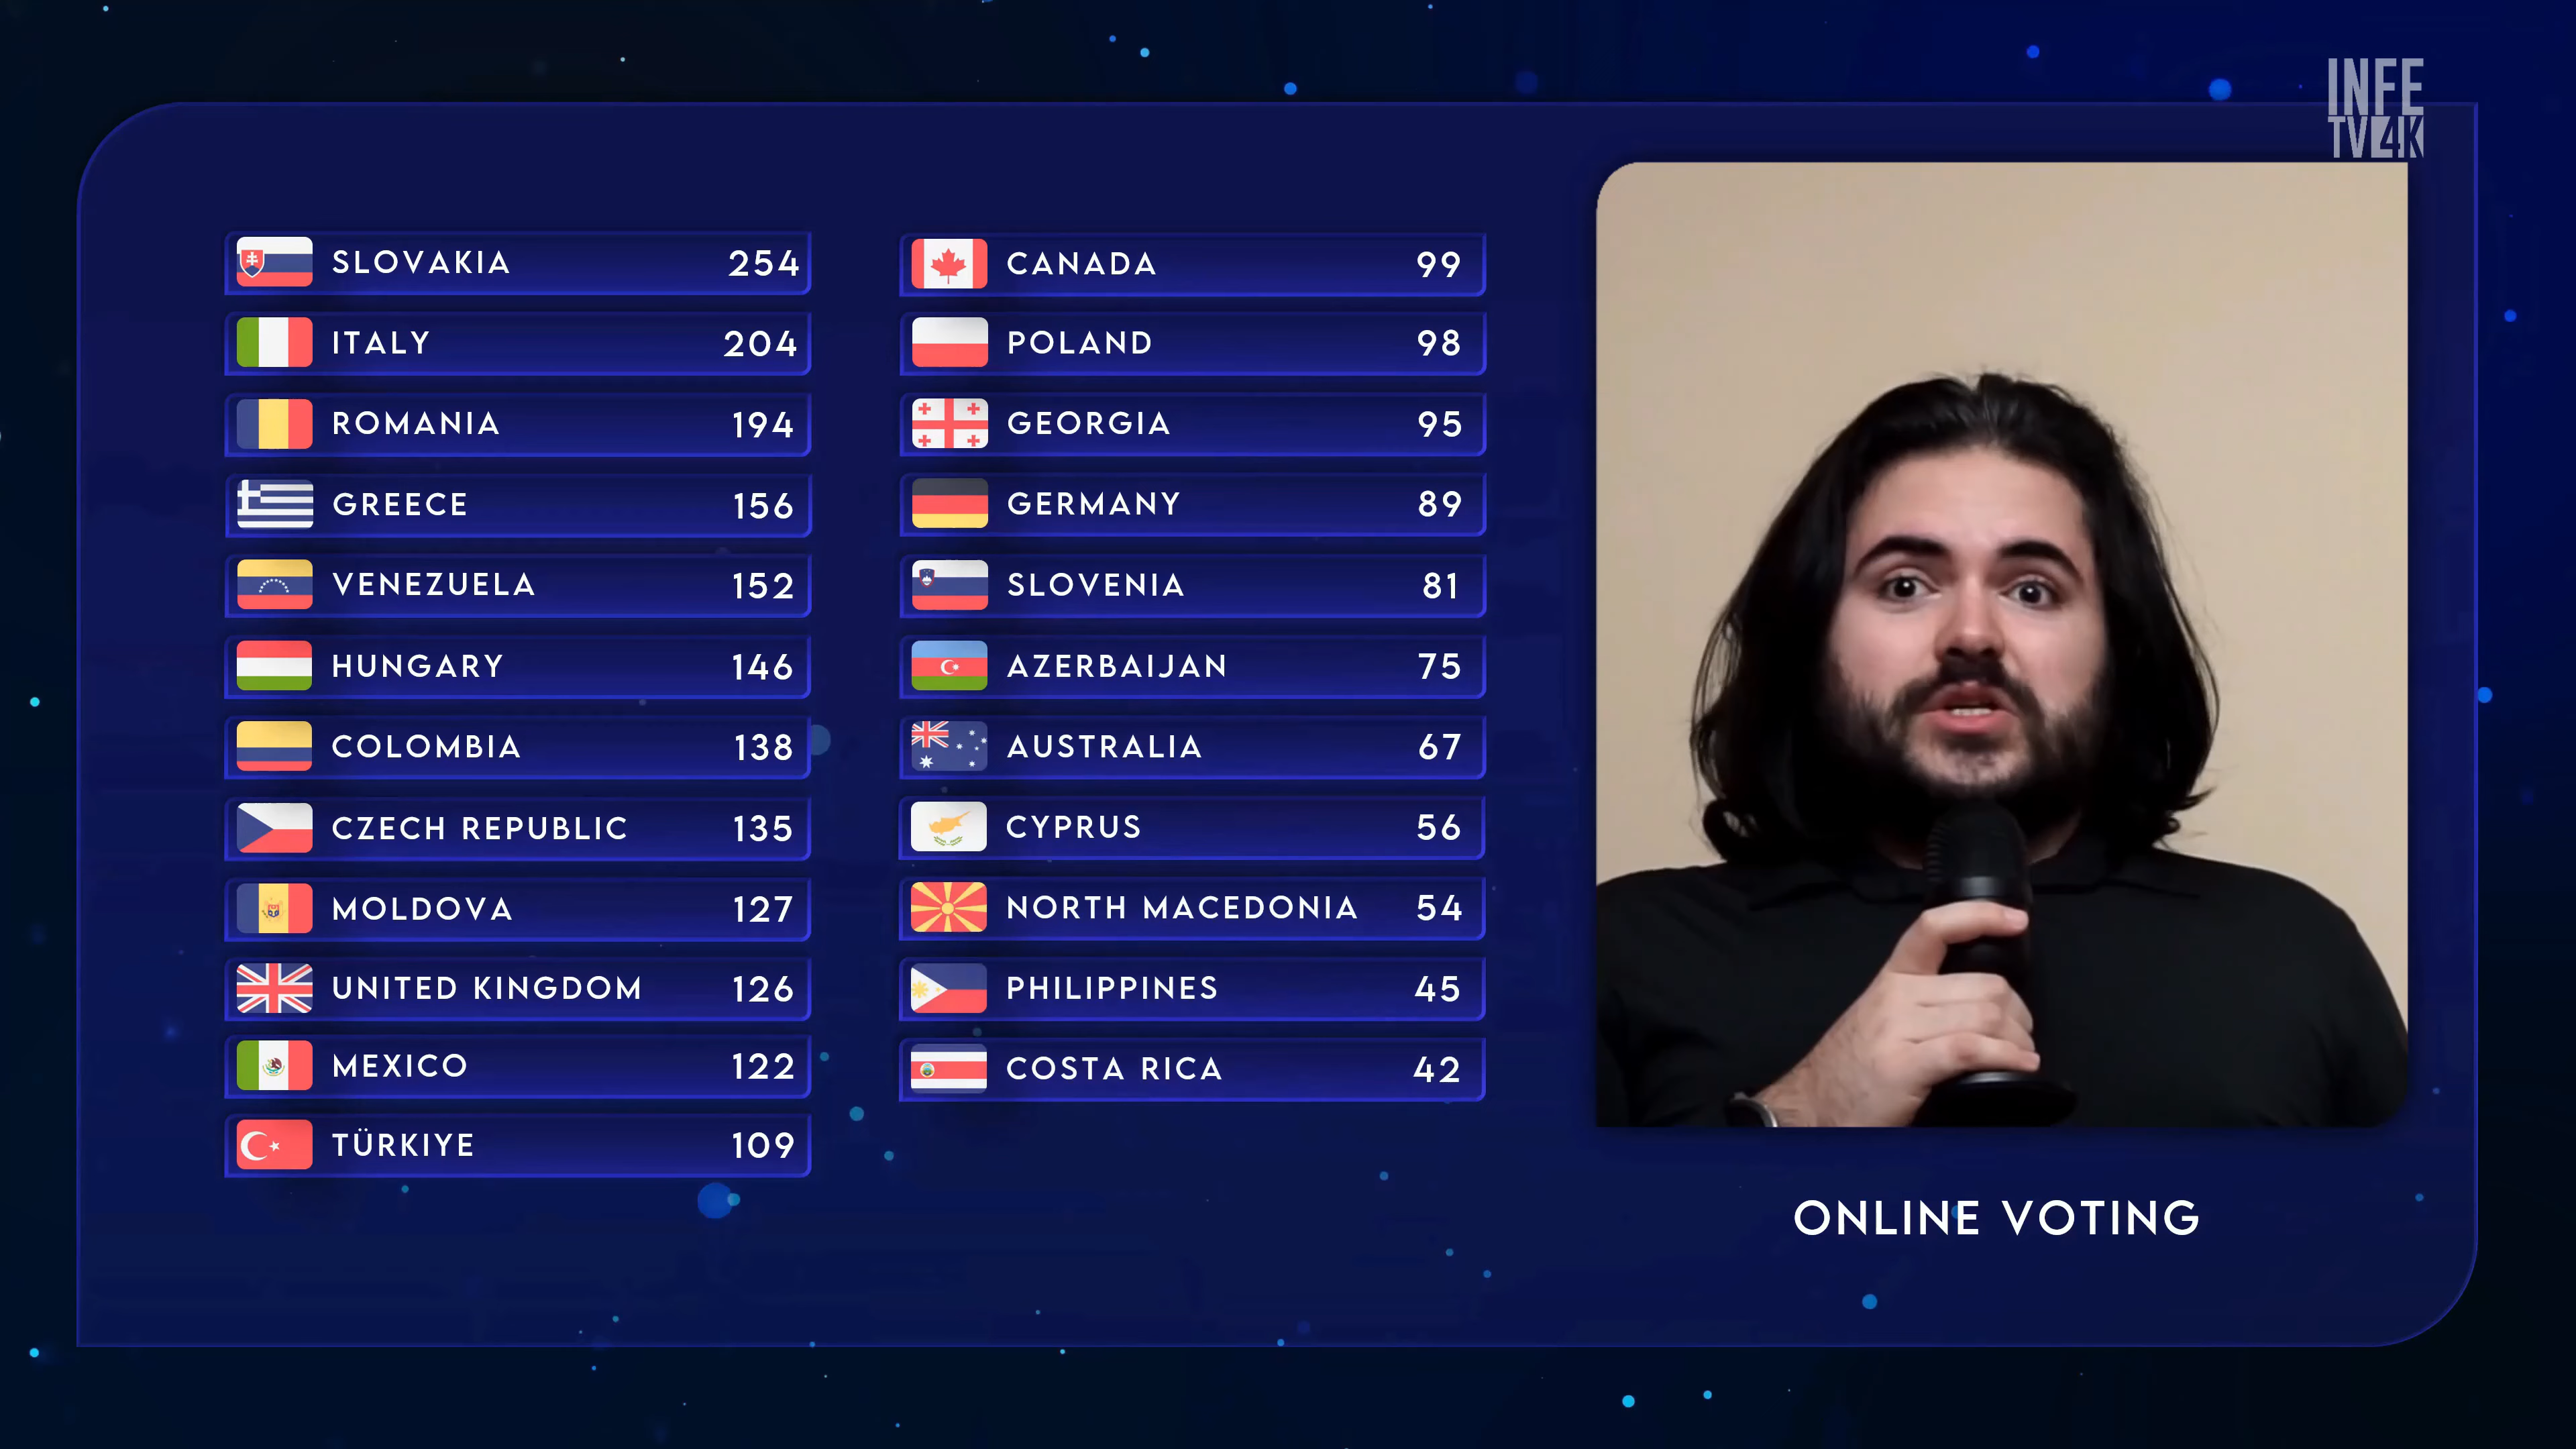 INFE
TV4K
SLOVAKIA 254
ITALY 204
ROMANIA 194
GREECE 156
VENEZUELA 152
HUNGARY 146
COLOMBIA 138
CZECH REPUBLIC 135
MOLDOVA 127
UNITED KINGDOM 126
MEXICO 122
TÜRKIYE 109
CANADA 99
POLAND 98
GEORGIA 95
GERMANY 89
SLOVENIA 81
AZERBAIJAN 75
AUSTRALIA 67
CYPRUS 56
NORTH MACEDONIA 54
PHILIPPINES 45
COSTA RICA 42
ONLINE VOTING